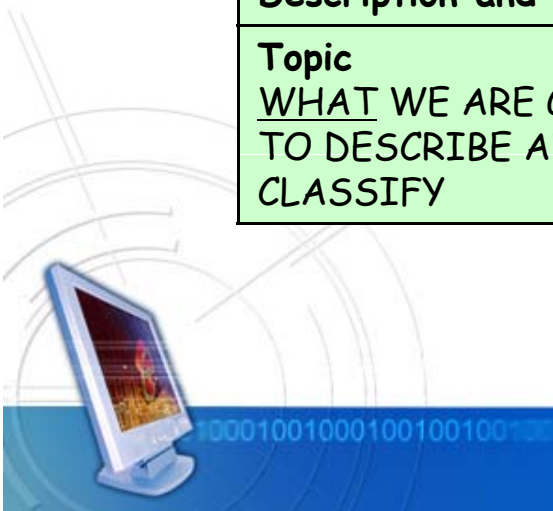 Description and
Topic
WHAT WE ARE
TO DESCRIBE A
CLASSIFY